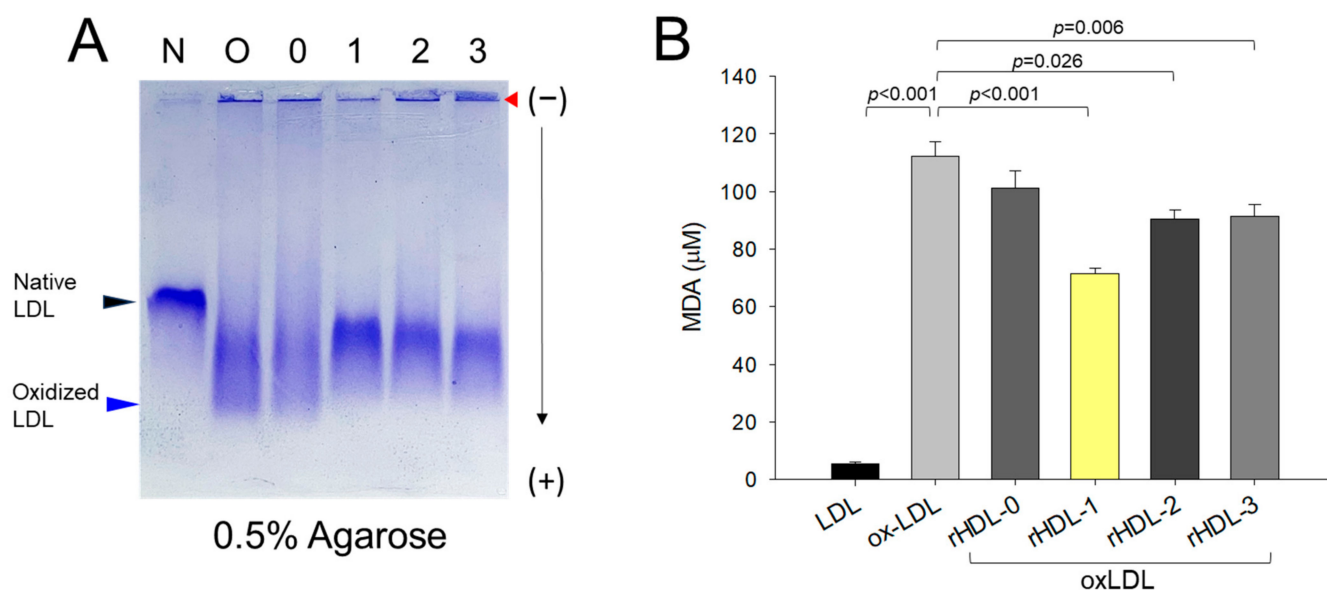 A
N O 0 1 2 3
(−)
Native
LDL
Oxidized
LDL
(+)
0.5% Agarose
B
p=0.006
p=0.026
p<0.001 p<0.001
MDA (μM)
140
120
100
80
60
40
20
0
LDL
ox-LDL
rHDL-0
rHDL-1
rHDL-2
rHDL-3
oxLDL